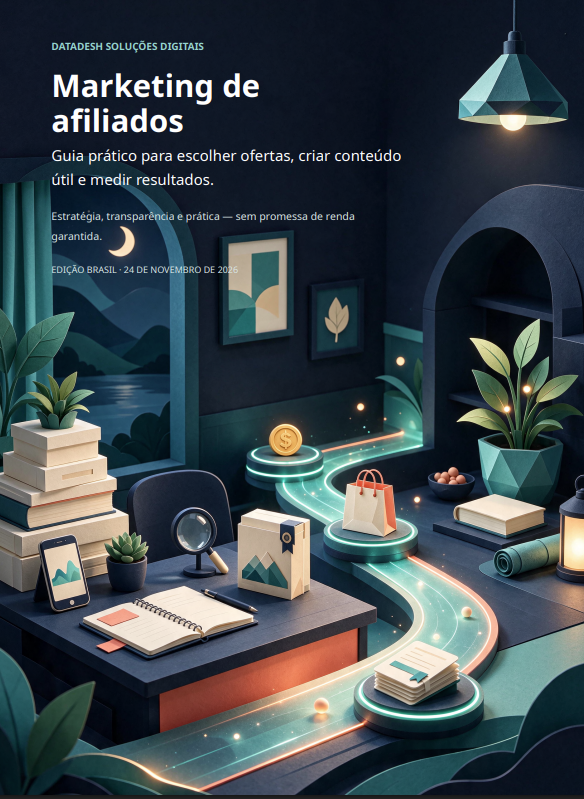 DATADESH SOLUÇÕES DIGITAIS
Marketing de
afiliados
Guia prático para escolher ofertas, criar conteúdo
útil e medir resultados.
Estratégia, transparência e prática — sem promessa de renda
garantida.
EDIÇÃO BRASIL · 24 DE NOVEMBRO DE 2026
$